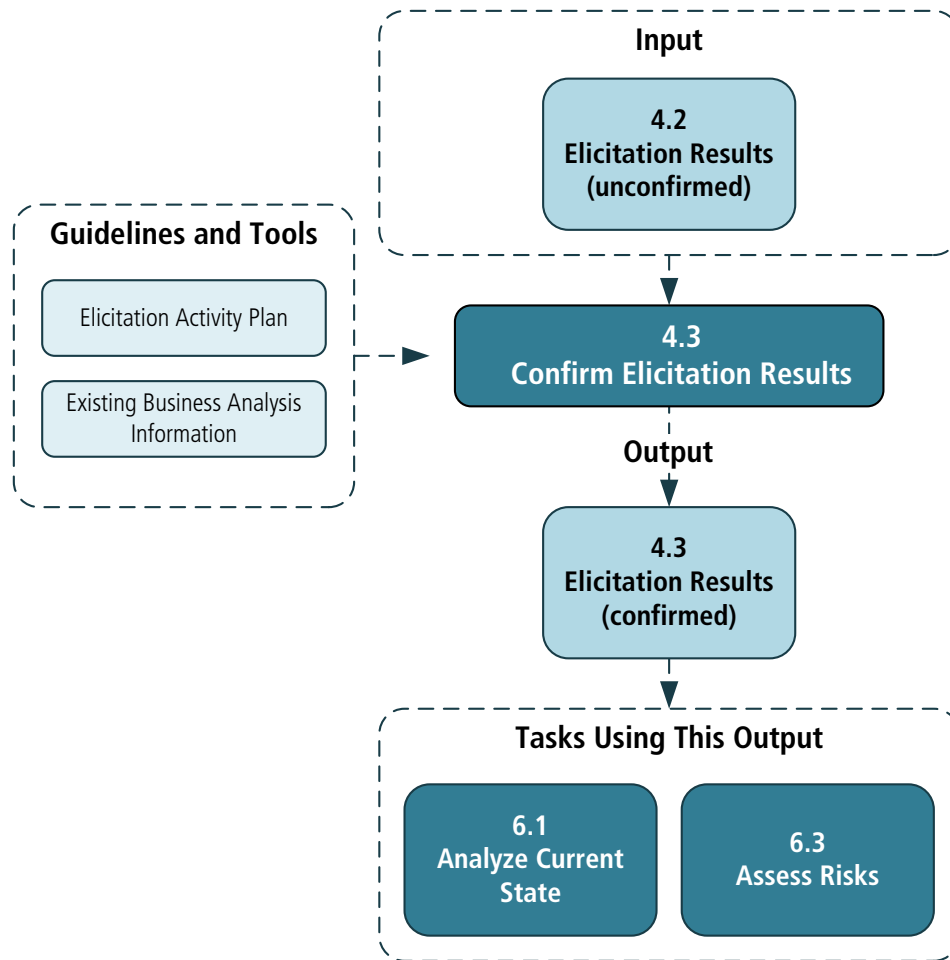 Input
4.2
Elicitation Results
(unconfirmed)
Guidelines and Tools
Elicitation Activity Plan
Existing Business Analysis
Information
4.3
Confirm Elicitation Results
Output
4.3
Elicitation Results
(confirmed)
Tasks Using This Output
6.1
Analyze Current
State
6.3
Assess Risks